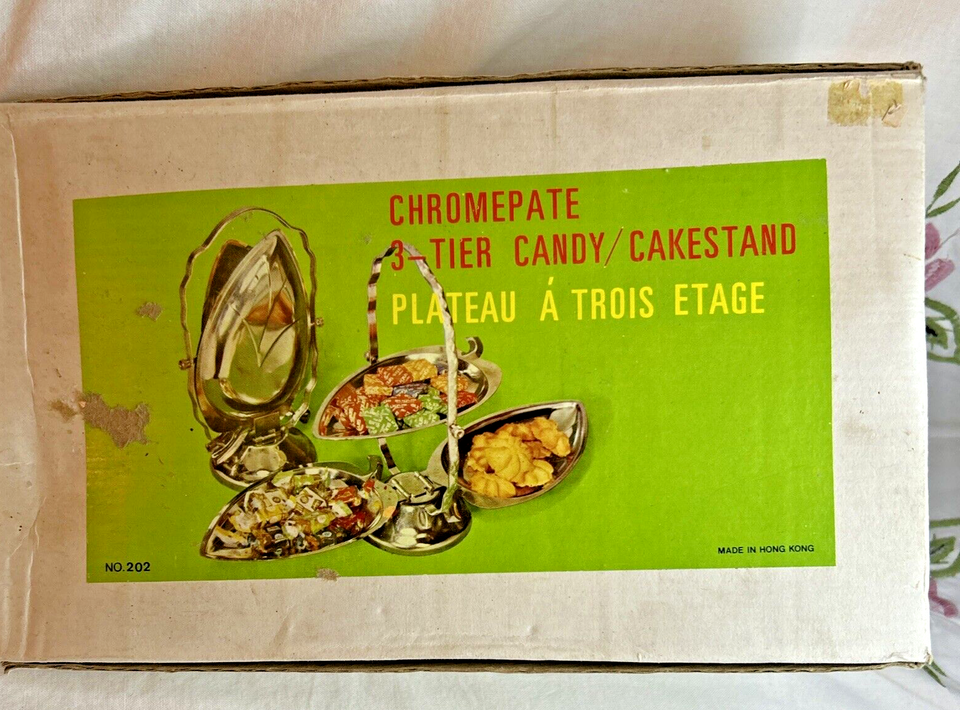 CHROMEPATE
3-TIER CANDY/CAKESTAND
PLATEAU Á TROIS ETAGE
MADE IN HONG KONG
NO.202